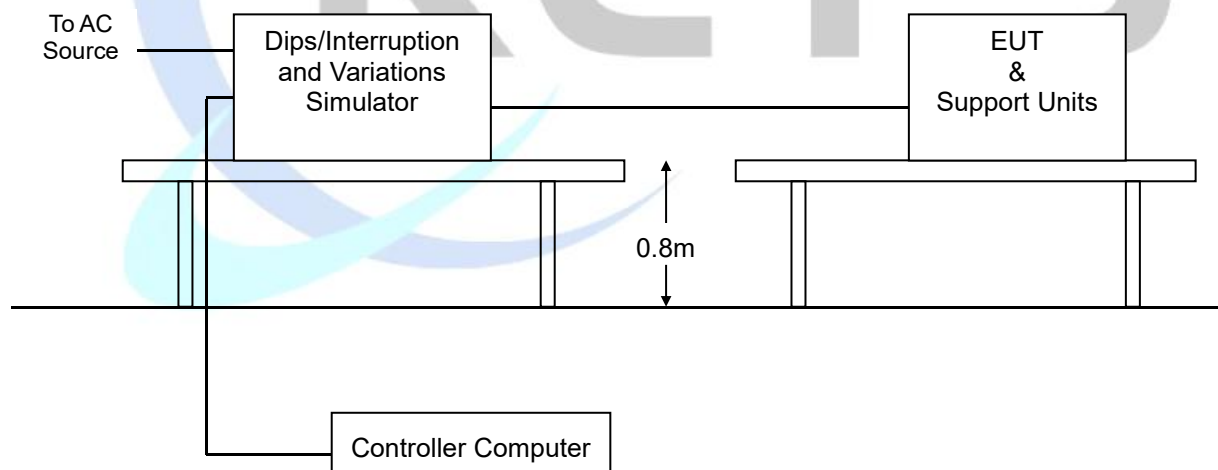 To AC
Source
Dips/Interruption
and Variations
Simulator
EUT
&
Support Units
0.8m
Controller Computer